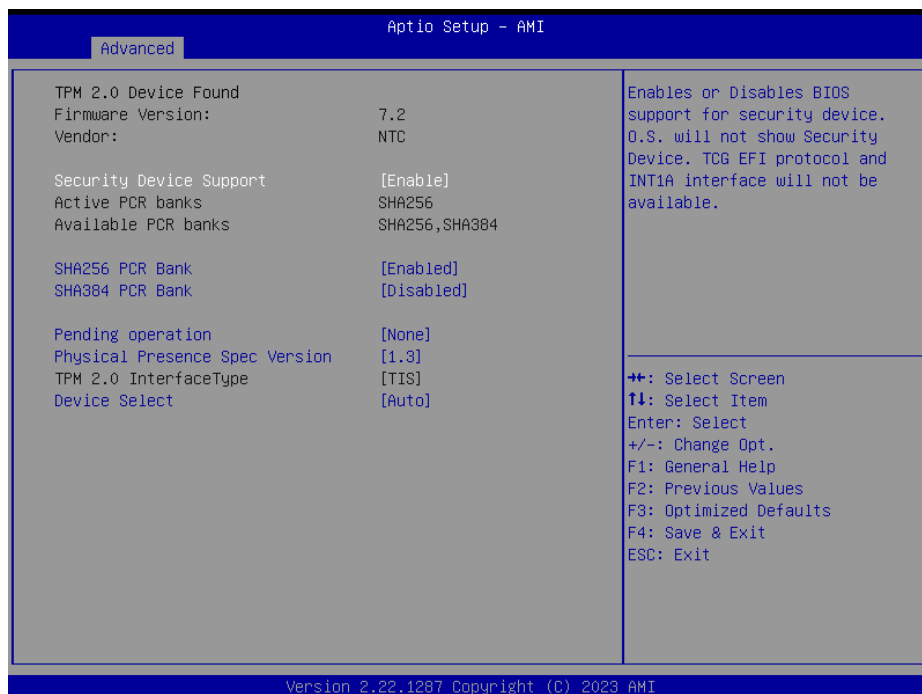 Aptio Setup – AMI
Advanced
TPM 2.0 Device Found
Firmware Version: 7.2
Vendor: NTC
Security Device Support [Enable]
Active PCR banks SHA256
Available PCR banks SHA256,SHA384
SHA256 PCR Bank [Enabled]
SHA384 PCR Bank [Disabled]
Pending operation [None]
Physical Presence Spec Version [1.3]
TPM 2.0 InterfaceType [TIS]
Device Select [Auto]
Enables or Disables BIOS
support for security device.
O.S. will not show Security
Device. TCG EFI protocol and
INT1A interface will not be
available.
→←: Select Screen
↑↓: Select Item
Enter: Select
+/-: Change Opt.
F1: General Help
F2: Previous Values
F3: Optimized Defaults
F4: Save & Exit
ESC: Exit
Version 2.22.1287 Copyright (C) 2023 AMI